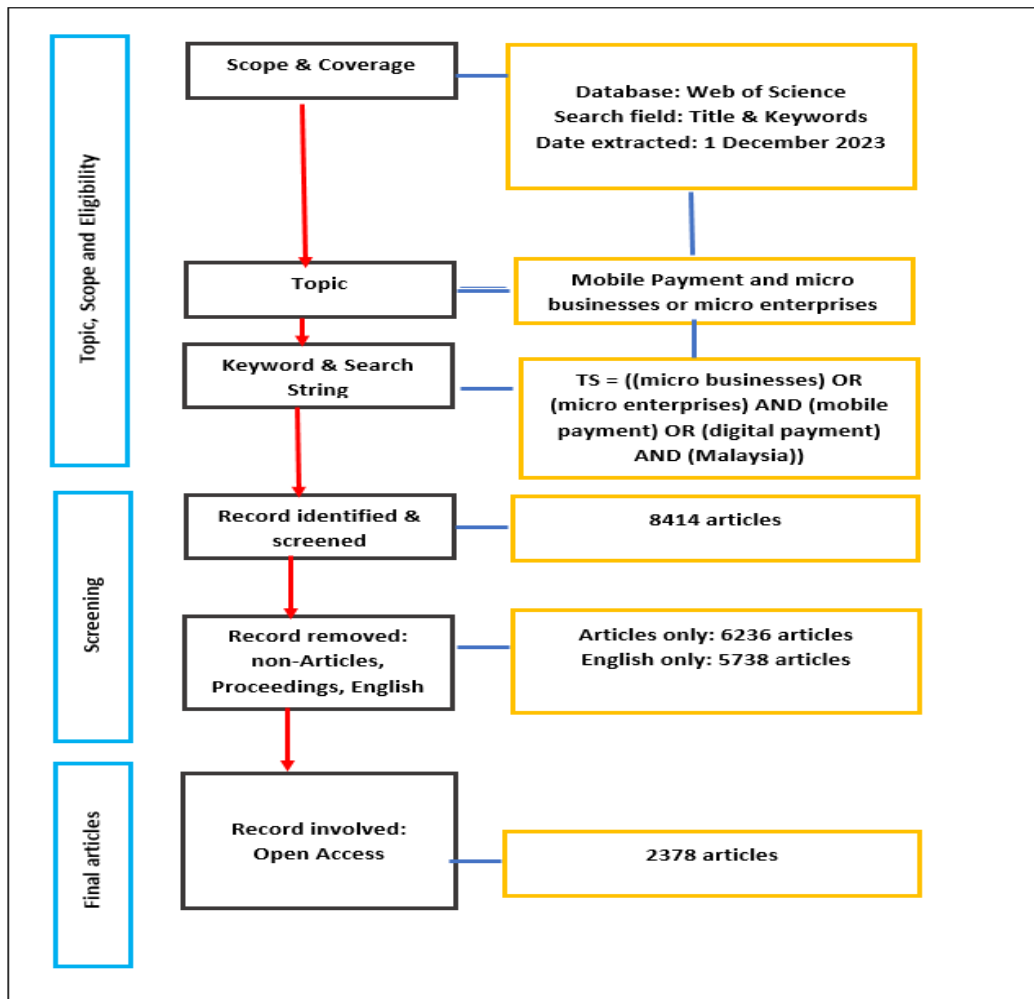 Topic, Scope and Eligibility
Scope & Coverage
Database: Web of Science
Search field: Title & Keywords
Date extracted: 1 December 2023
Topic
Mobile Payment and micro
businesses or micro enterprises
Keyword & Search
String
TS = ((micro businesses) OR
(micro enterprises) AND (mobile
payment) OR (digital payment)
AND (Malaysia))
Screening
Record identified &
screened
8414 articles
Record removed:
non-Articles,
Proceedings, English
Articles only: 6236 articles
English only: 5738 articles
Final articles
Record involved:
Open Access
2378 articles